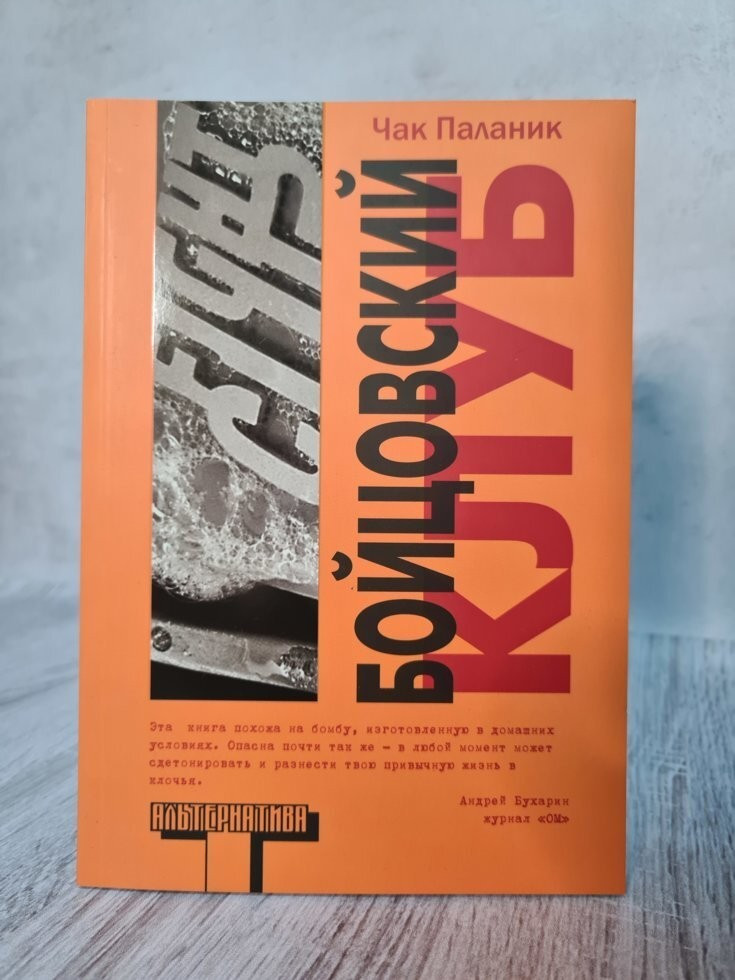 Чак Паланик
БОЙЦОВСКИЙ
КЛУБ
Эта книга похожа на бомбу, изготовленную в домашних
условиях. Опасна почти так же – в любой момент может
сдетонировать и разнести твою привычную жизнь в
клочья.
Андрей Бухарин
журнал «ОМ»
АЛЬТЕРНАТИВА